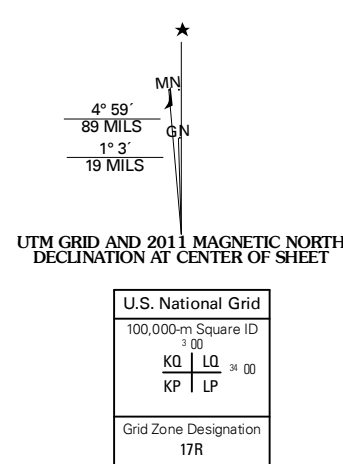 ★
MN
4° 59´
89 MILS
GN
1° 3´
19 MILS
UTM GRID AND 2011 MAGNETIC NORTH
DECLINATION AT CENTER OF SHEET
U.S. National Grid
100,000-m Square ID
3 00
KQ LQ 34 00
KP LP
Grid Zone Designation
17R